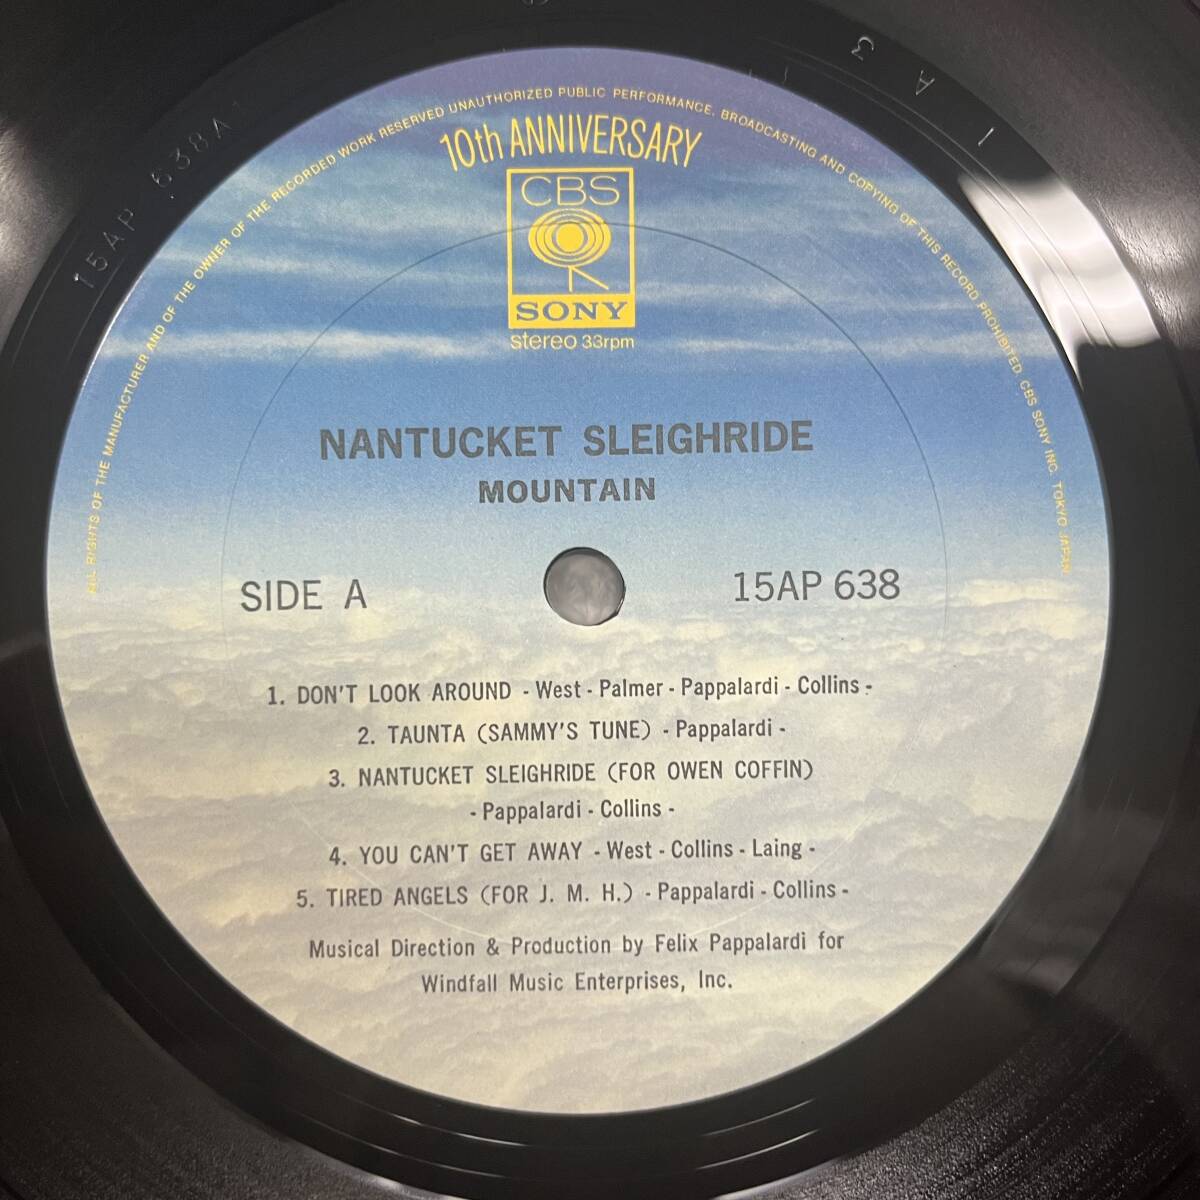 ALL RIGHTS OF THE MANUFACTURER AND OF THE OWNER OF THE RECORDED WORK RESERVED UNAUTHORIZED PUBLIC PERFORMANCE. BROADCASTING AND COPYING OF THIS RECORD PROHIBITED. CBS SONY INC. TOKYO JAPAN
10th ANNIVERSARY
CBS
SONY
stereo 33rpm
NANTUCKET SLEIGHRIDE
MOUNTAIN
SIDE A
15AP 638
1. DON'T LOOK AROUND - West - Palmer - Pappalardi - Collins -
2. TAUNTA (SAMMY'S TUNE) - Pappalardi -
3. NANTUCKET SLEIGHRIDE (FOR OWEN COFFIN)
- Pappalardi - Collins -
4. YOU CAN'T GET AWAY - West - Collins - Laing -
5. TIRED ANGELS (FOR J. M. H.) - Pappalardi - Collins -
Musical Direction & Production by Felix Pappalardi for
Windfall Music Enterprises, Inc.
15AP 638A
1 A 3